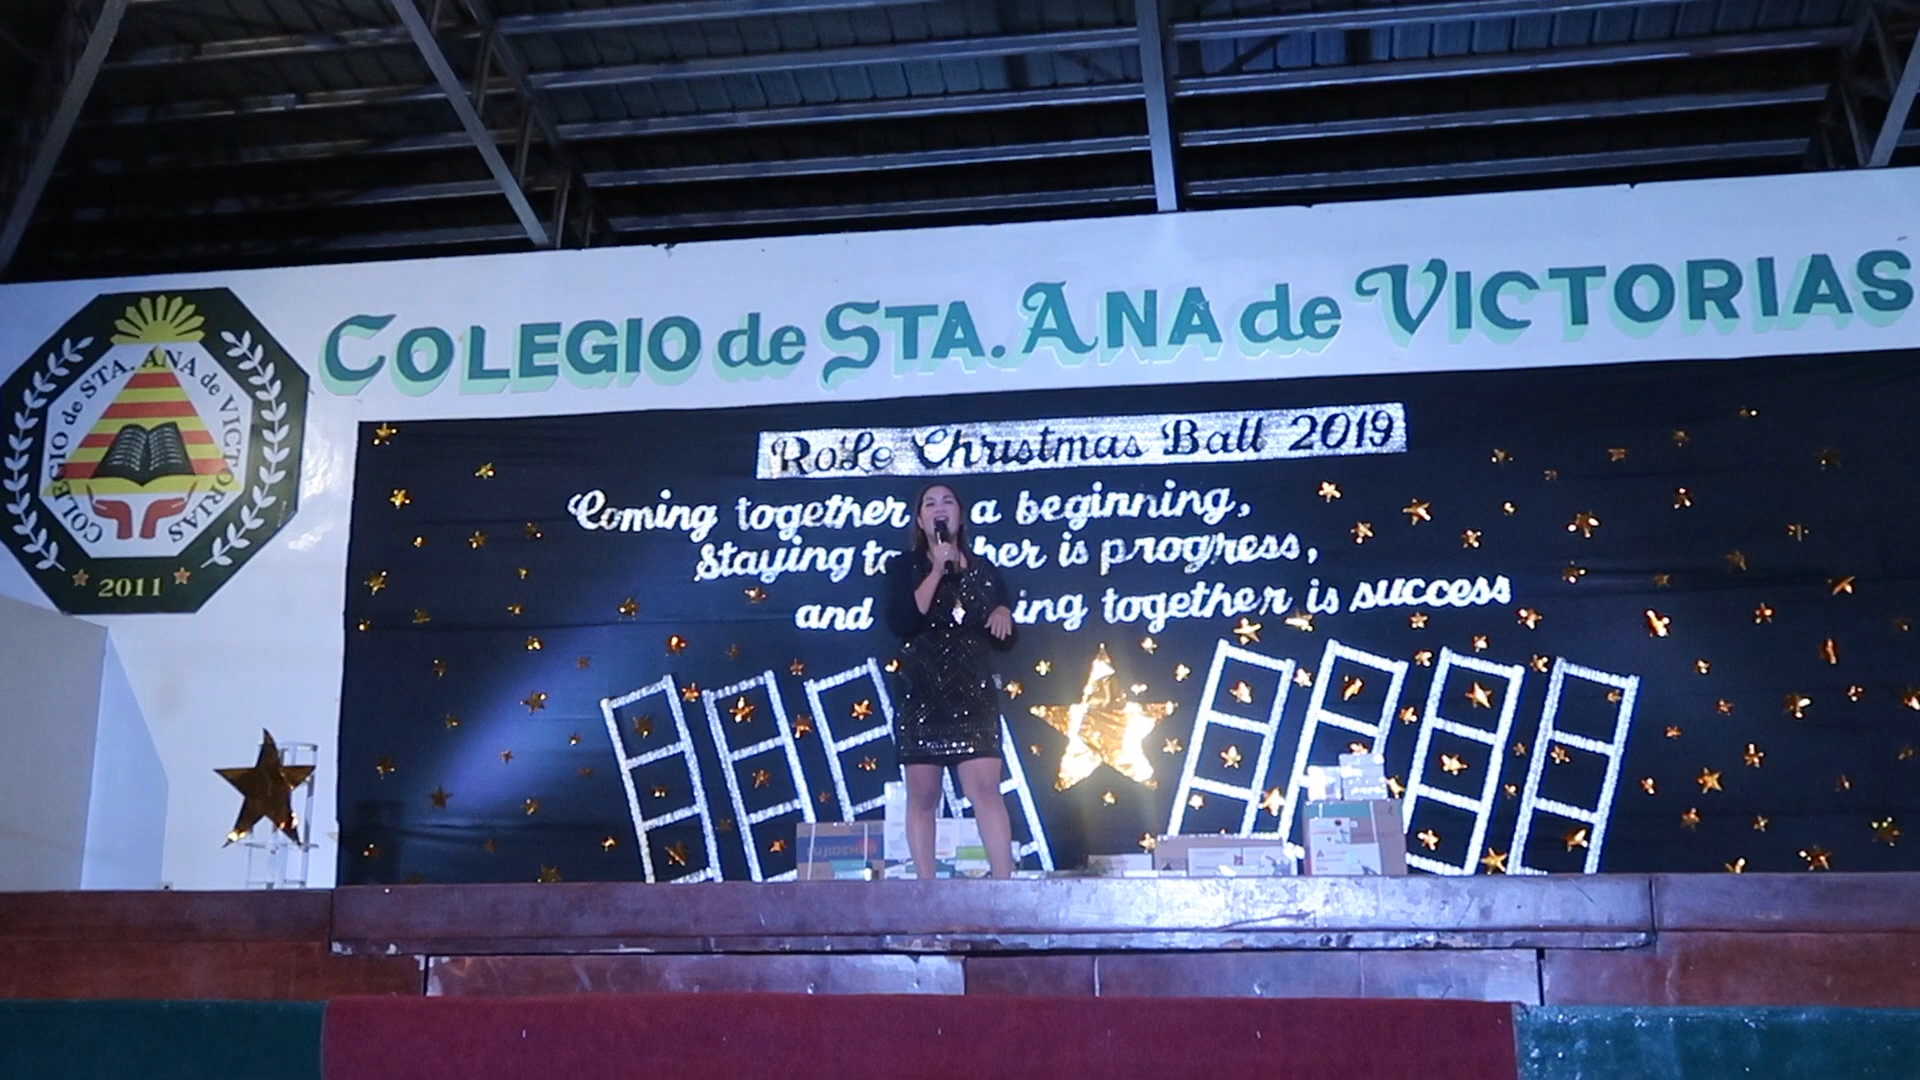 COLEGIO de STA. ANA de VICTORIAS
COLEGIO de STA. ANA de VICTORIAS
2011
RoLe Christmas Ball 2019
Coming together a beginning,
Staying to her is progress,
and ing together is success